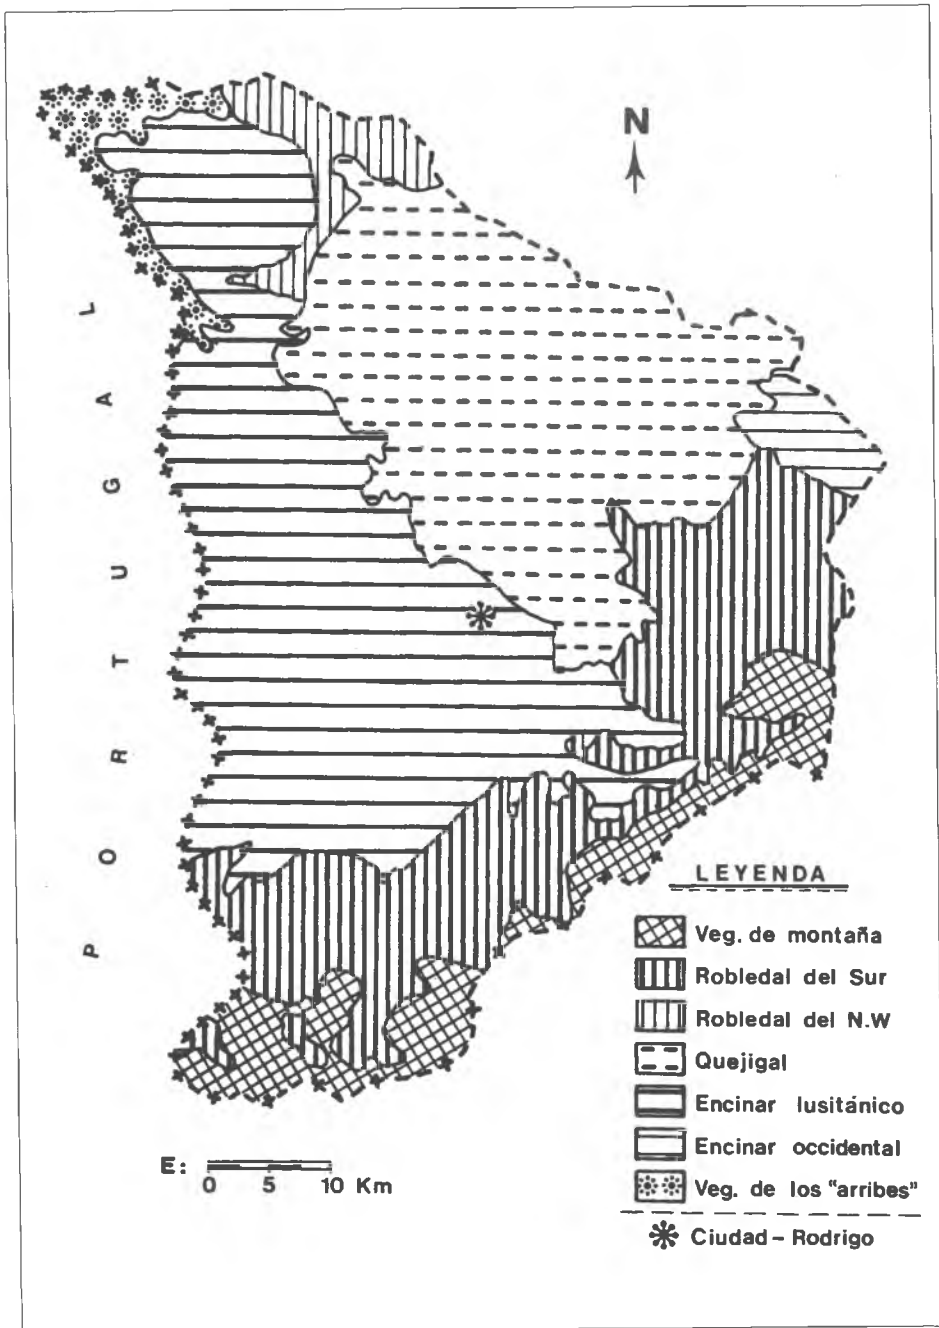 N
PORTUGAL
LEYENDA
Veg. de montaña
Robledal del Sur
Robledal del N.W
Quejigal
Encinar lusitánico
Encinar occidental
Veg. de los "arribes"
Ciudad-Rodrigo
E:
0 5 10 Km